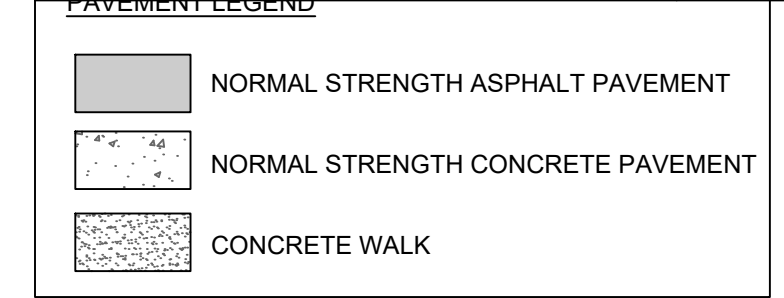 PAVEMENT LEGEND
NORMAL STRENGTH ASPHALT PAVEMENT
NORMAL STRENGTH CONCRETE PAVEMENT
CONCRETE WALK